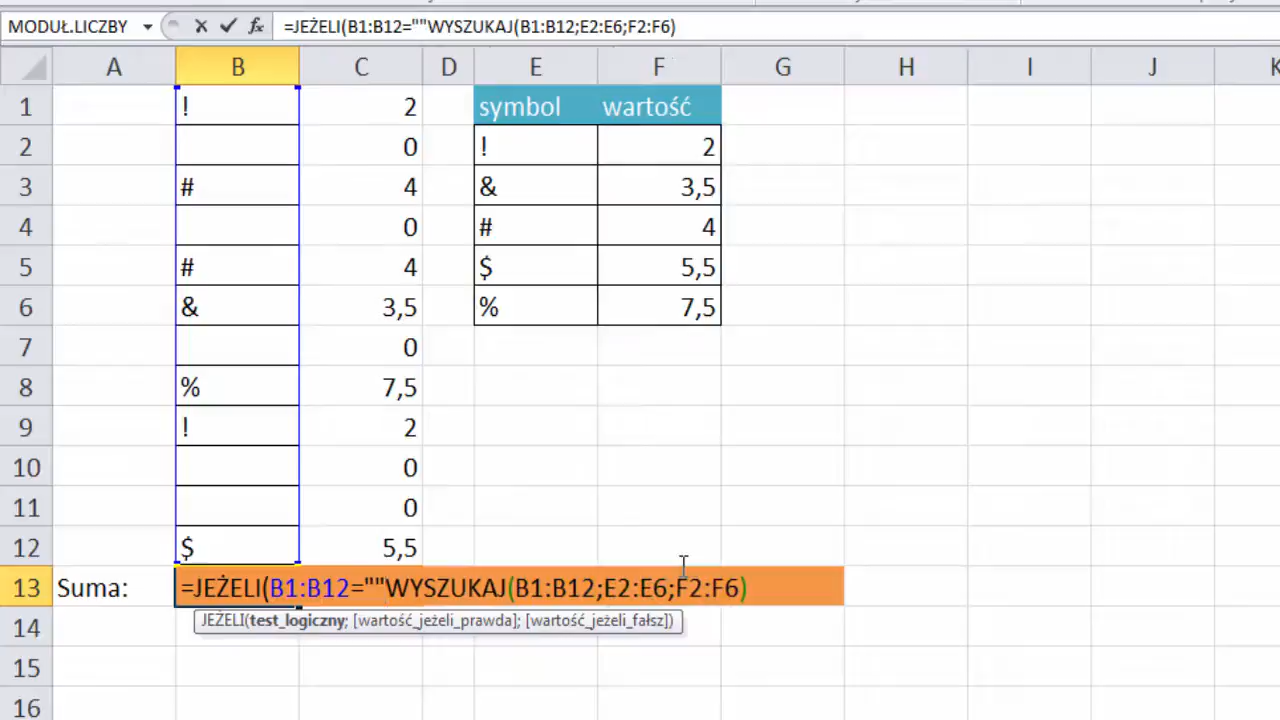 MODUŁ.LICZBY =JEŻELI(B1:B12=""WYSZUKAJ(B1:B12;E2:E6;F2:F6)
A B C D E F G H I J K
1 ! 2 symbol wartość
2 0 ! 2
3 # 4 & 3,5
4 0 # 4
5 # 4 $ 5,5
6 & 3,5 % 7,5
7 0
8 % 7,5
9 ! 2
10 0
11 0
12 $ 5,5
13 Suma: =JEŻELI(B1:B12=""WYSZUKAJ(B1:B12;E2:E6;F2:F6)
JEŻELI(test_logiczny; [wartość_jeżeli_prawda]; [wartość_jeżeli_fałsz])
14
15
16